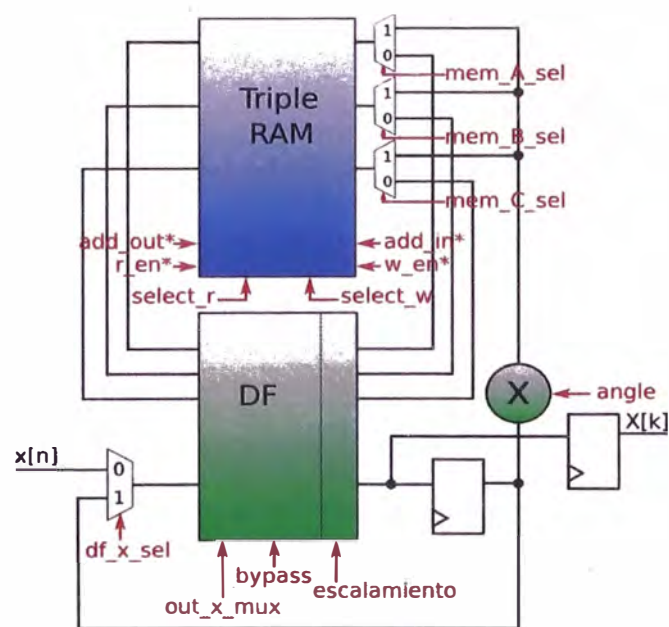 1
0
mem_A_sel
Triple
RAM
1
0
mem_B_sel
1
0
mem_C_sel
add_out*
add_in*
r_en*
w_en*
select_r
select_w
DF
X
angle
X[k]
x[n]
0
1
df_x_sel
bypass
escalamiento
out_x_mux